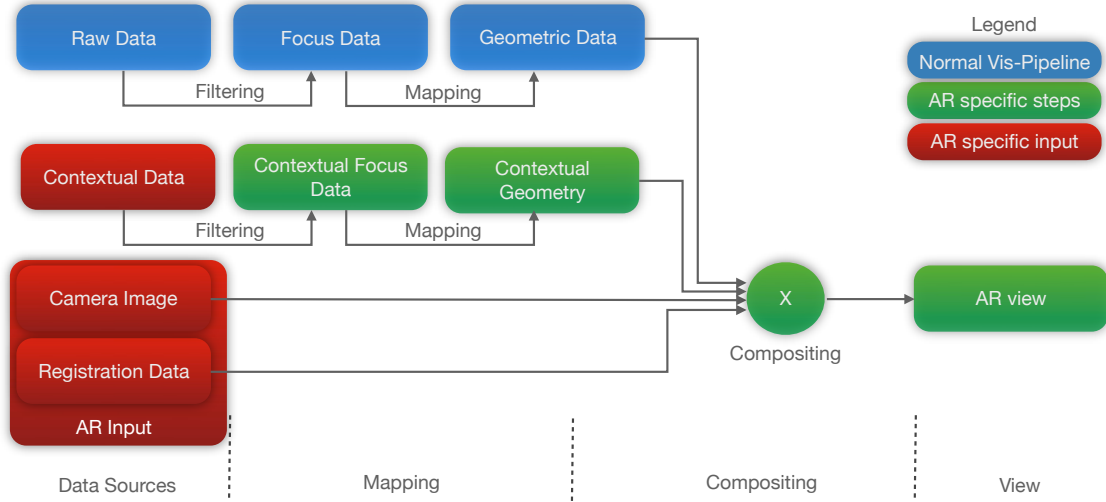 Raw Data
Focus Data
Geometric Data
Filtering
Mapping
Legend
Normal Vis-Pipeline
AR specific steps
AR specific input
Contextual Data
Contextual Focus
Data
Contextual
Geometry
Filtering
Mapping
Camera Image
Registration Data
AR Input
X
Compositing
AR view
Data Sources
Mapping
Compositing
View